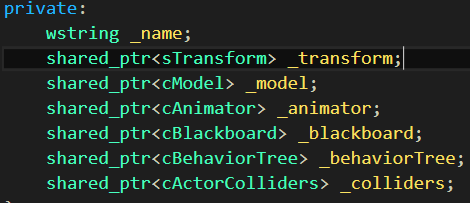 private:
wstring _name;
shared_ptr<sTransform> _transform;
shared_ptr<cModel> _model;
shared_ptr<cAnimator> _animator;
shared_ptr<cBlackboard> _blackboard;
shared_ptr<cBehaviorTree> _behaviorTree;
shared_ptr<cActorColliders> _colliders;